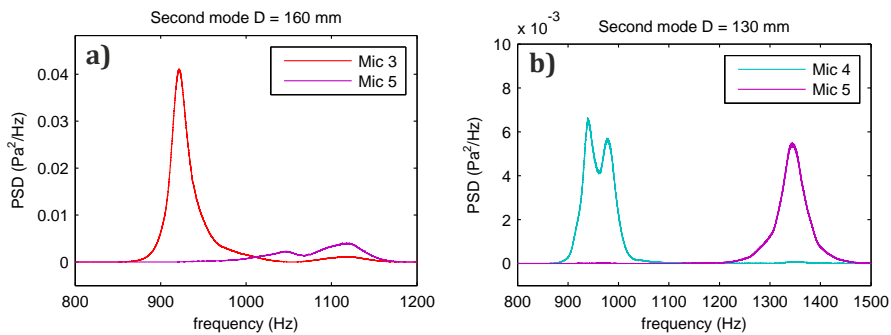 Second mode D = 160 mm
a)
Mic 3
Mic 5
0.04
0.03
0.02
0.01
0
PSD (Pa²/Hz)
800 900 1000 1100 1200
frequency (Hz)
Second mode D = 130 mm
x 10⁻³
b)
Mic 4
Mic 5
10
8
6
4
2
0
PSD (Pa²/Hz)
800 900 1000 1100 1200 1300 1400 1500
frequency (Hz)